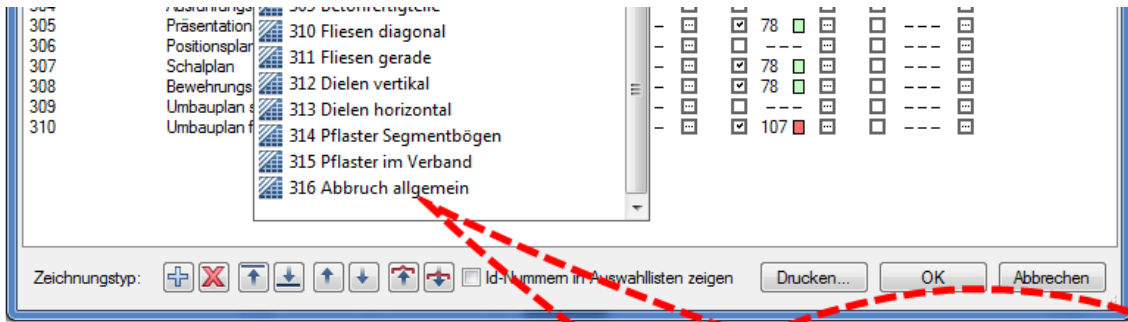 305 Präsentation 310 Fliesen diagonal – 78
306 Positionsplan – – – –
307 Schalplan 311 Fliesen gerade – 78
308 Bewehrungs 312 Dielen vertikal – 78
309 Umbauplan s 313 Dielen horizontal – – – –
310 Umbauplan f 314 Pflaster Segmentbögen – 107 – – –
315 Pflaster im Verband
316 Abbruch allgemein
Zeichnungstyp: Id-Nummern in Auswahllisten zeigen Drucken... OK Abbrechen